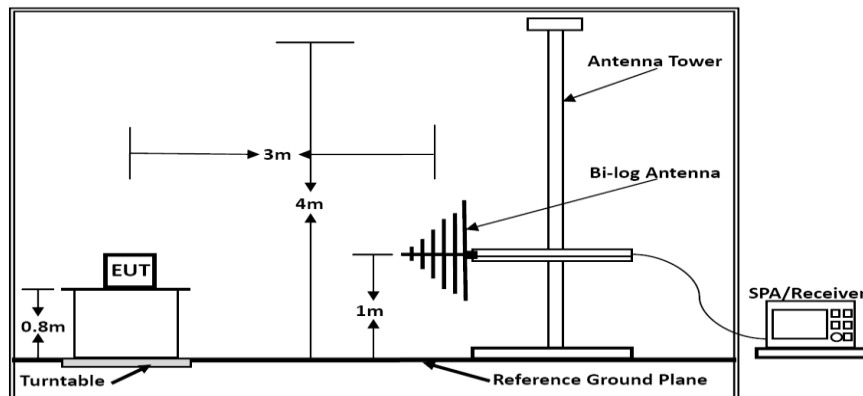 Antenna Tower
3m
Bi-log Antenna
4m
EUT
1m
0.8m
SPA/Receiver
Turntable
Reference Ground Plane